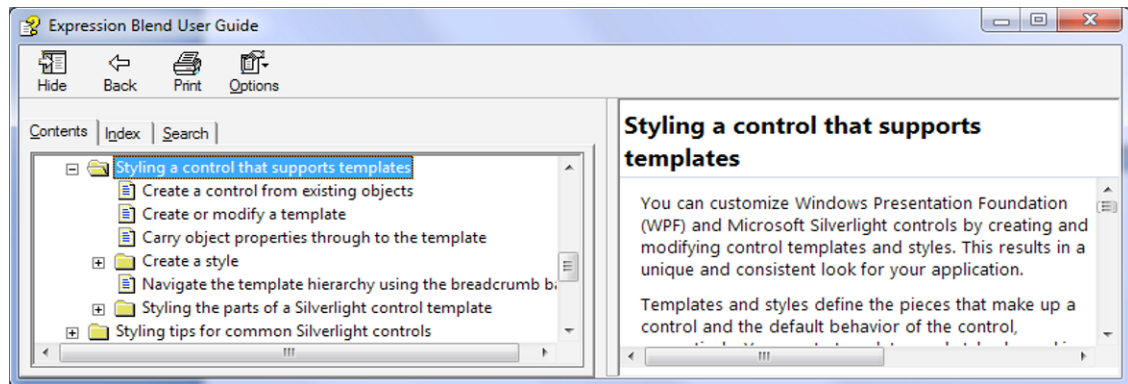 Expression Blend User Guide
Hide Back Print Options
Contents Index Search
Styling a control that supports templates
Create a control from existing objects
Create or modify a template
Carry object properties through to the template
Create a style
Navigate the template hierarchy using the breadcrumb
Styling the parts of a Silverlight control template
Styling tips for common Silverlight controls
Styling a control that supports
templates
You can customize Windows Presentation Foundation
(WPF) and Microsoft Silverlight controls by creating and
modifying control templates and styles. This results in a
unique and consistent look for your application.
Templates and styles define the pieces that make up a
control and the default behavior of the control,